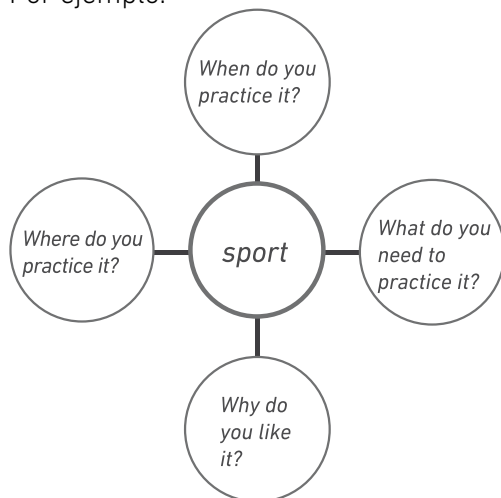 Por ejemplo:
When do you
practice it?
Where do you
practice it?
sport
What do you
need to
practice it?
Why do
you like
it?